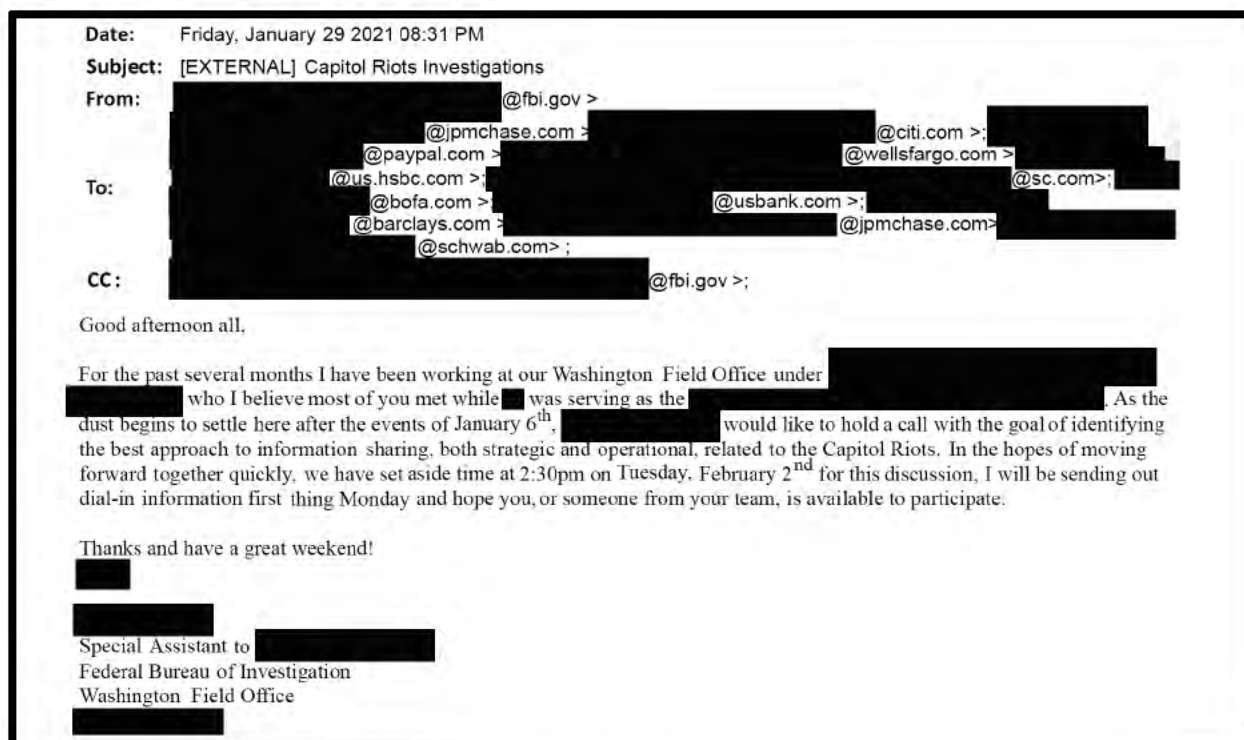 Date: Friday, January 29 2021 08:31 PM
Subject: [EXTERNAL] Capitol Riots Investigations
From: @fbi.gov >
@jpmchase.com > @citi.com >;
@paypal.com > @wellsfargo.com >
To: @us.hsbc.com >; @sc.com>;
@bofa.com >; @usbank.com >;
@barclays.com > @jpmchase.com>
@schwab.com> ;
CC: @fbi.gov >;
Good afternoon all,
For the past several months I have been working at our Washington Field Office under
who I believe most of you met while was serving as the . As the
dust begins to settle here after the events of January 6th, would like to hold a call with the goal of identifying
the best approach to information sharing, both strategic and operational, related to the Capitol Riots. In the hopes of moving
forward together quickly, we have set aside time at 2:30pm on Tuesday, February 2nd for this discussion, I will be sending out
dial-in information first thing Monday and hope you, or someone from your team, is available to participate.
Thanks and have a great weekend!
Special Assistant to
Federal Bureau of Investigation
Washington Field Office